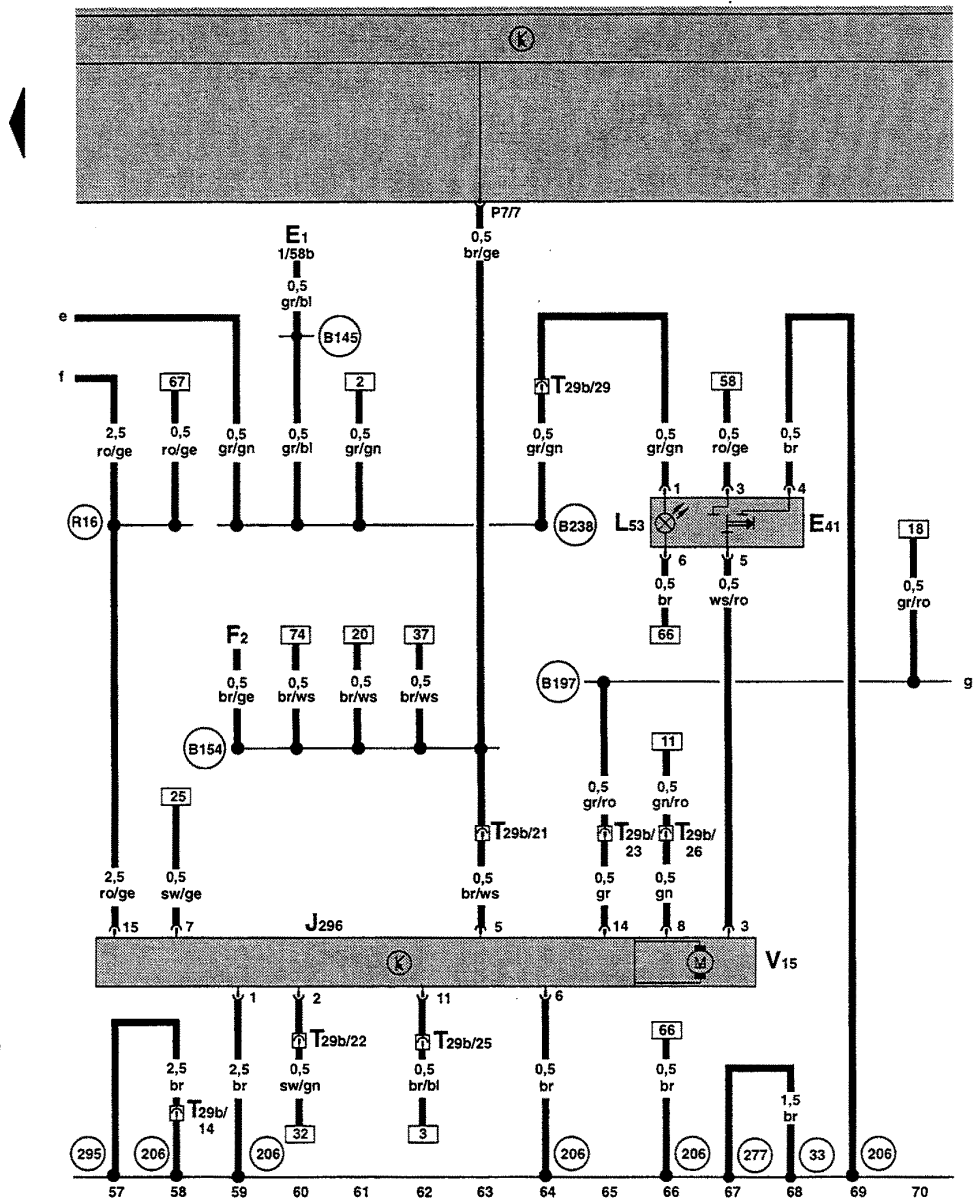 k
P7/7
E1
1/58b
0,5
br/ge
0,5
gr/bl
e
B145
f
67
2
T29b/29
58
2,5
ro/ge
0,5
ro/ge
0,5
gr/gn
0,5
gr/bl
0,5
gr/gn
0,5
gr/gn
0,5
gr/gn
0,5
ro/ge
0,5
br
1
3
4
R16
B238
L53
E41
18
6
5
0,5
br
0,5
ws/ro
0,5
gr/ro
66
F2
74
20
37
0,5
br/ge
0,5
br/ws
0,5
br/ws
0,5
br/ws
B197
g
B154
11
25
0,5
gr/ro
0,5
gn/ro
T29b/21
T29b/
23
T29b/
26
2,5
ro/ge
0,5
sw/ge
0,5
br/ws
0,5
gr
0,5
gn
15
7
J296
5
14
8
3
k
M
V15
1
2
11
6
T29b/22
T29b/25
66
2,5
br
2,5
br
0,5
sw/gn
0,5
br/bl
0,5
br
0,5
br
1,5
br
T29b/
14
32
3
295
206
206
206
206
277
33
206
57
58
59
60
61
62
63
64
65
66
67
68
69
70